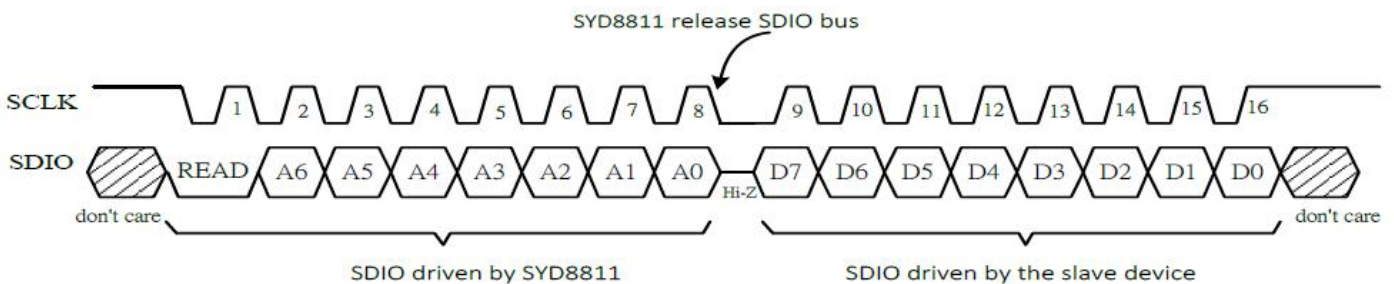 SYD8811 release SDIO bus
SCLK 1 2 3 4 5 6 7 8 9 10 11 12 13 14 15 16
SDIO READ A6 A5 A4 A3 A2 A1 A0 Hi-Z D7 D6 D5 D4 D3 D2 D1 D0
don't care don't care
SDIO driven by SYD8811 SDIO driven by the slave device